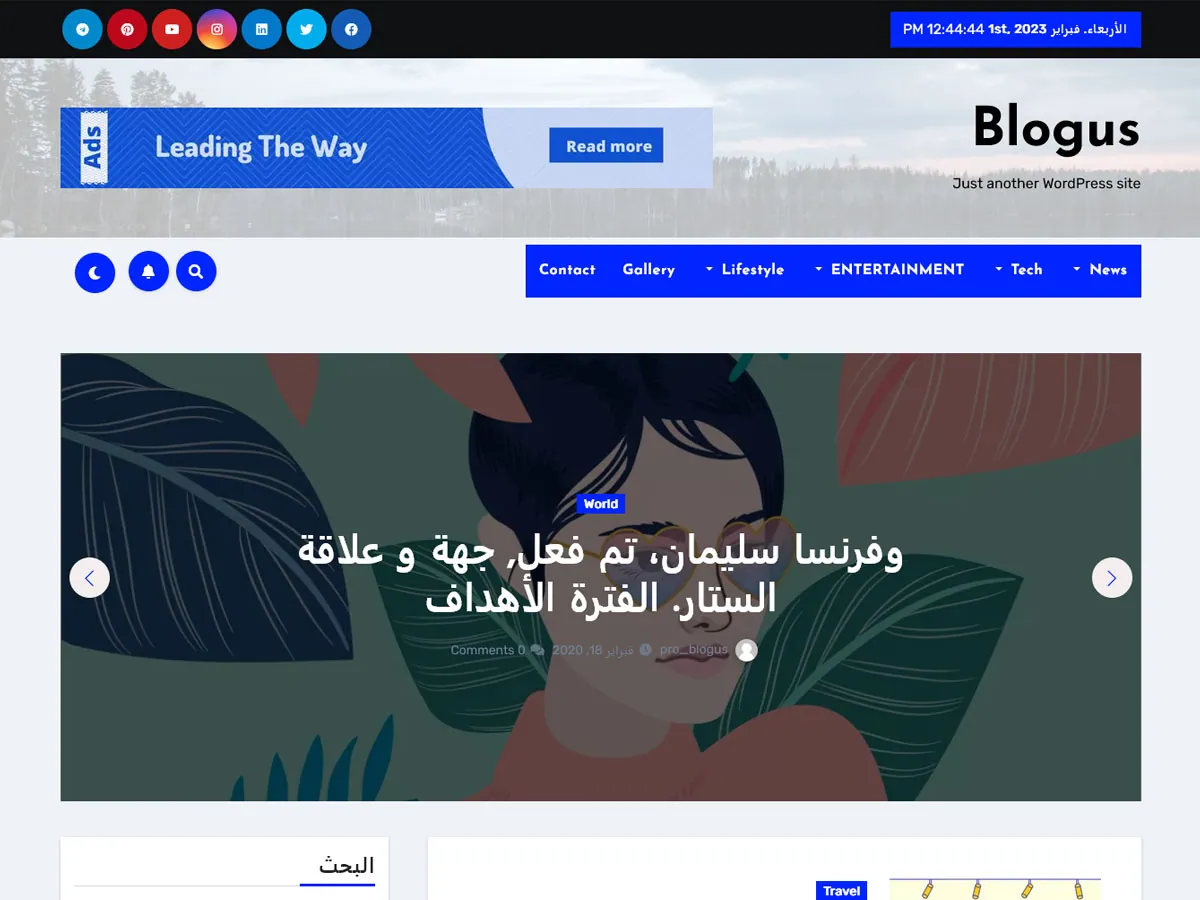 الأربعاء. فبراير 1st, 2023 12:44:44 PM
Blogus
Just another WordPress site
Ads
Leading The Way
Read more
News
Tech
ENTERTAINMENT
Lifestyle
Gallery
Contact
World
وفرنسا سليمان، تم فعل, جهة و علاقة
الستار. الفترة الأهداف
pro_blogus فبراير 18, 2020 0 Comments
Travel
البحث